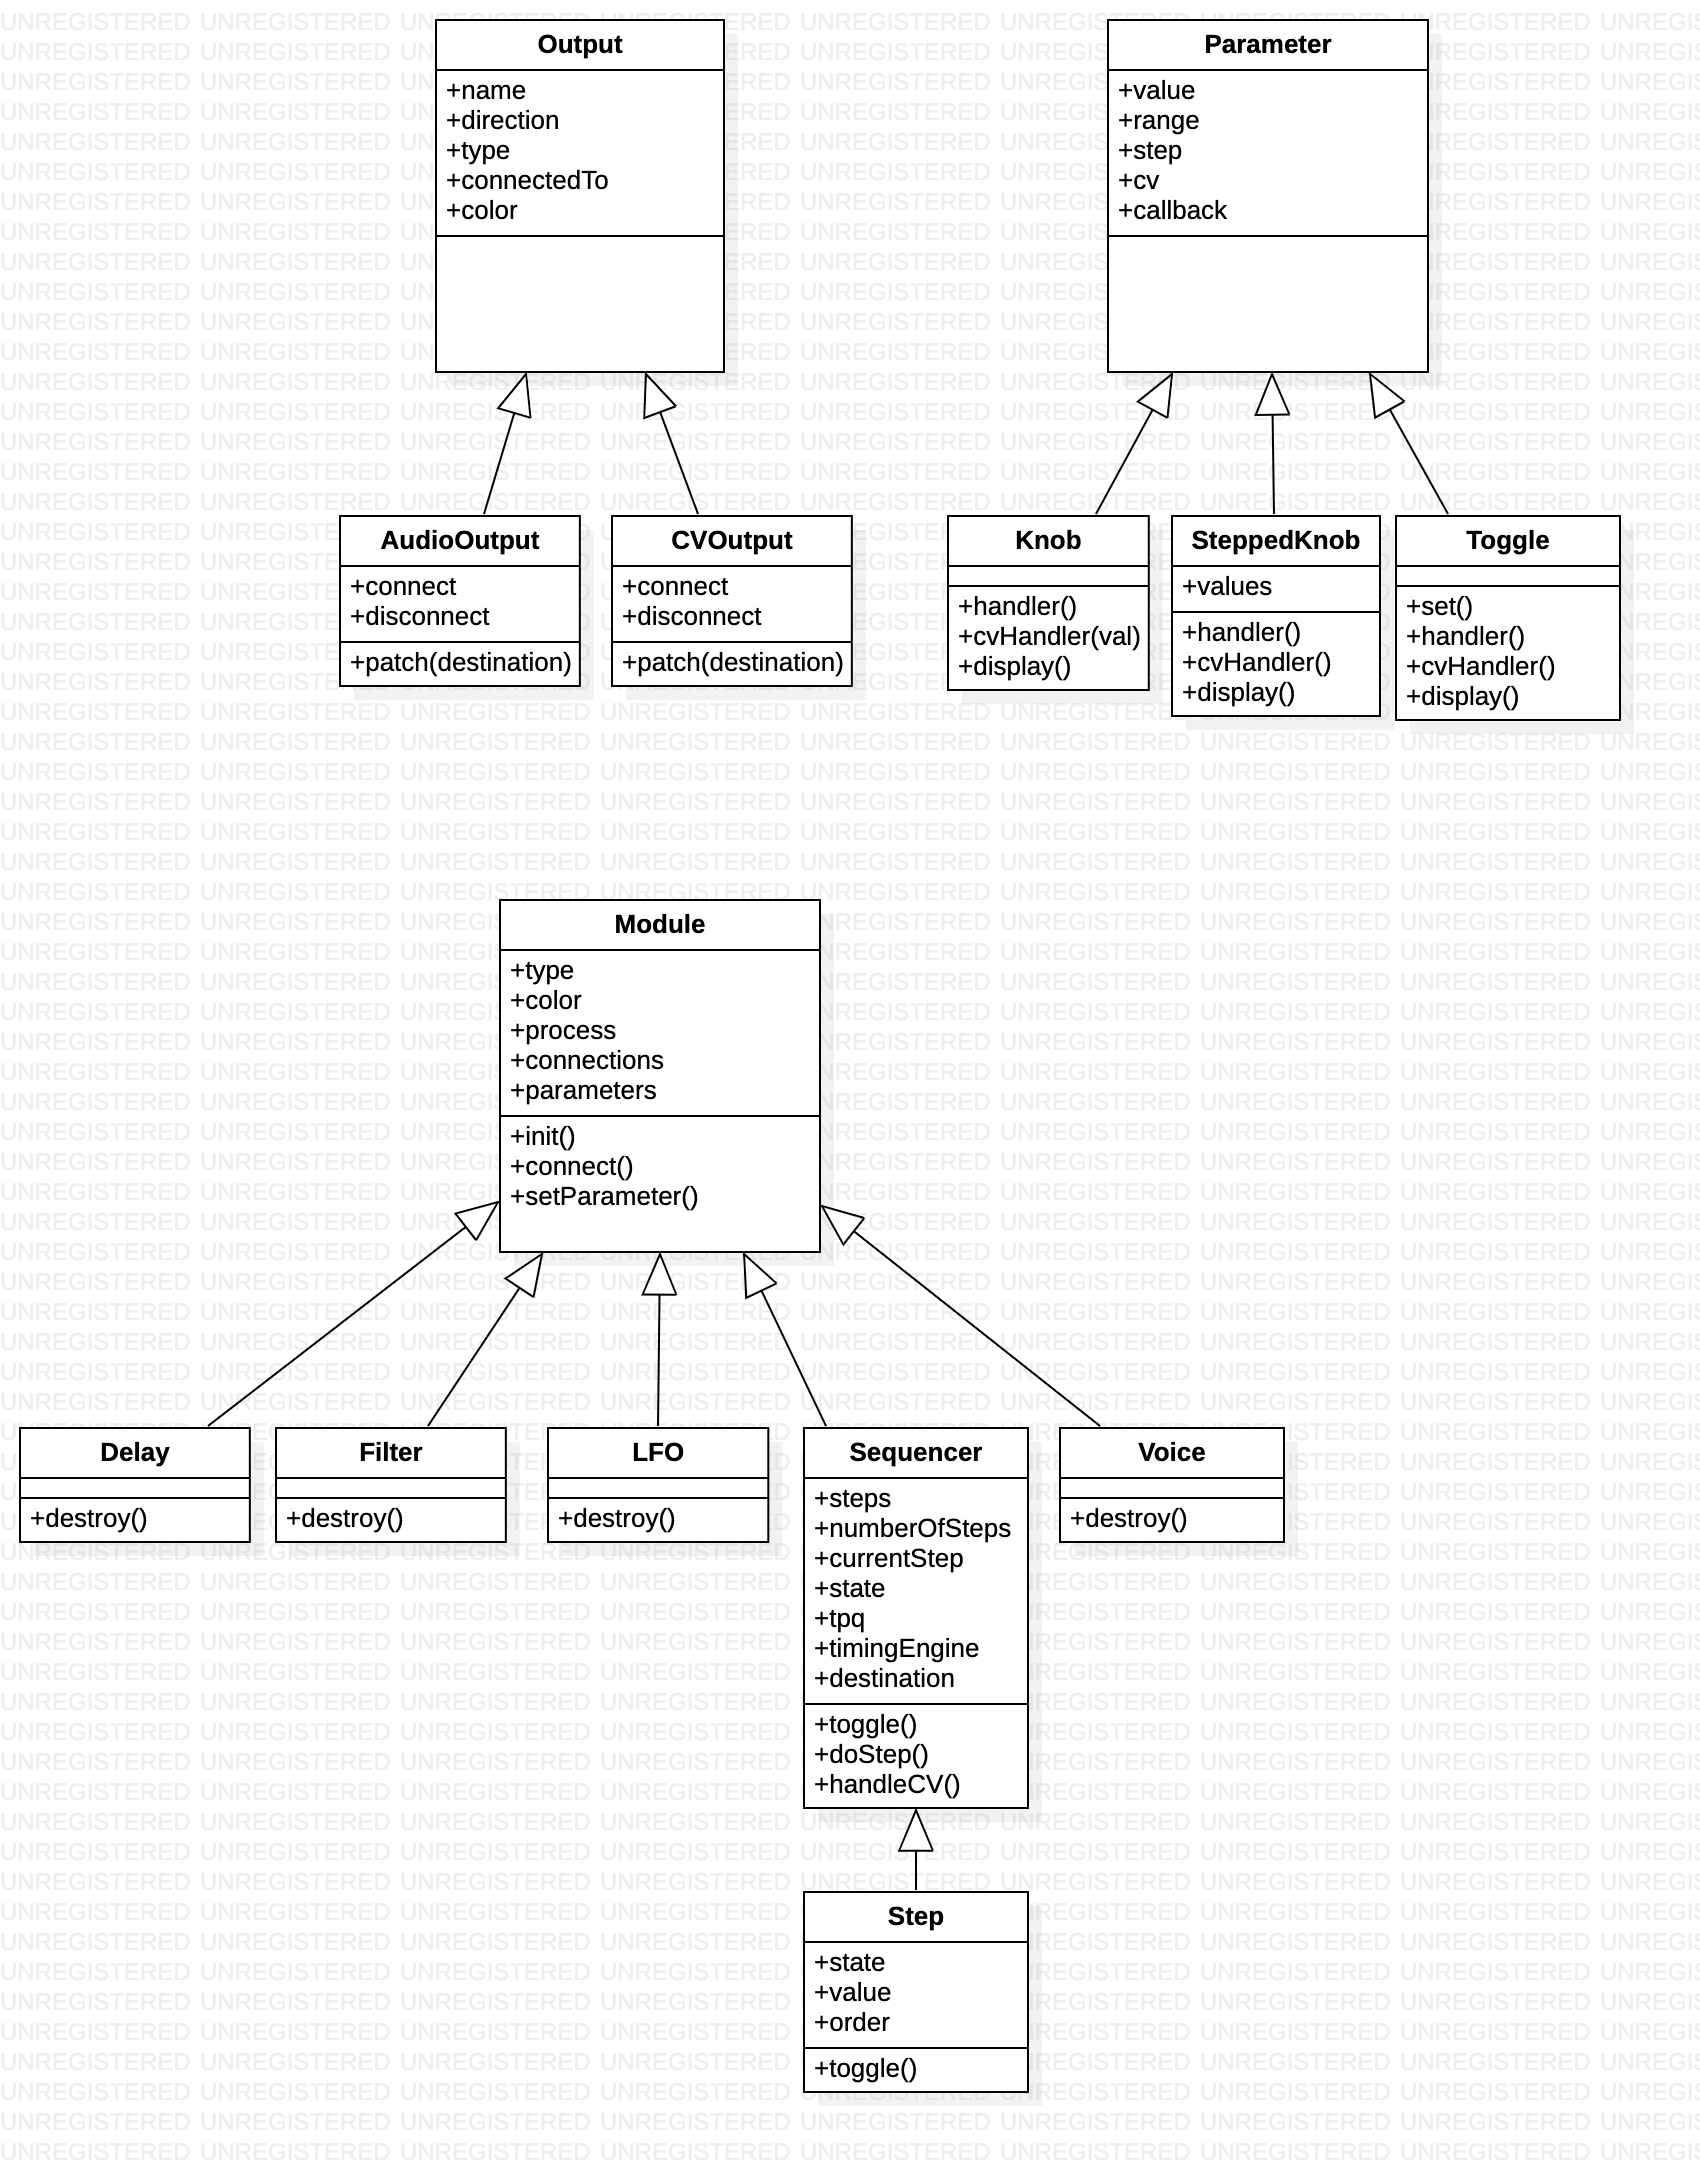 Output
+name
+direction
+type
+connectedTo
+color
Parameter
+value
+range
+step
+cv
+callback
AudioOutput
+connect
+disconnect
+patch(destination)
CVOutput
+connect
+disconnect
+patch(destination)
Knob
+handler()
+cvHandler(val)
+display()
SteppedKnob
+values
+handler()
+cvHandler()
+display()
Toggle
+set()
+handler()
+cvHandler()
+display()
Module
+type
+color
+process
+connections
+parameters
+init()
+connect()
+setParameter()
Delay
+destroy()
Filter
+destroy()
LFO
+destroy()
Sequencer
+steps
+numberOfSteps
+currentStep
+state
+tpq
+timingEngine
+destination
+toggle()
+doStep()
+handleCV()
Voice
+destroy()
Step
+state
+value
+order
+toggle()
UNREGISTERED